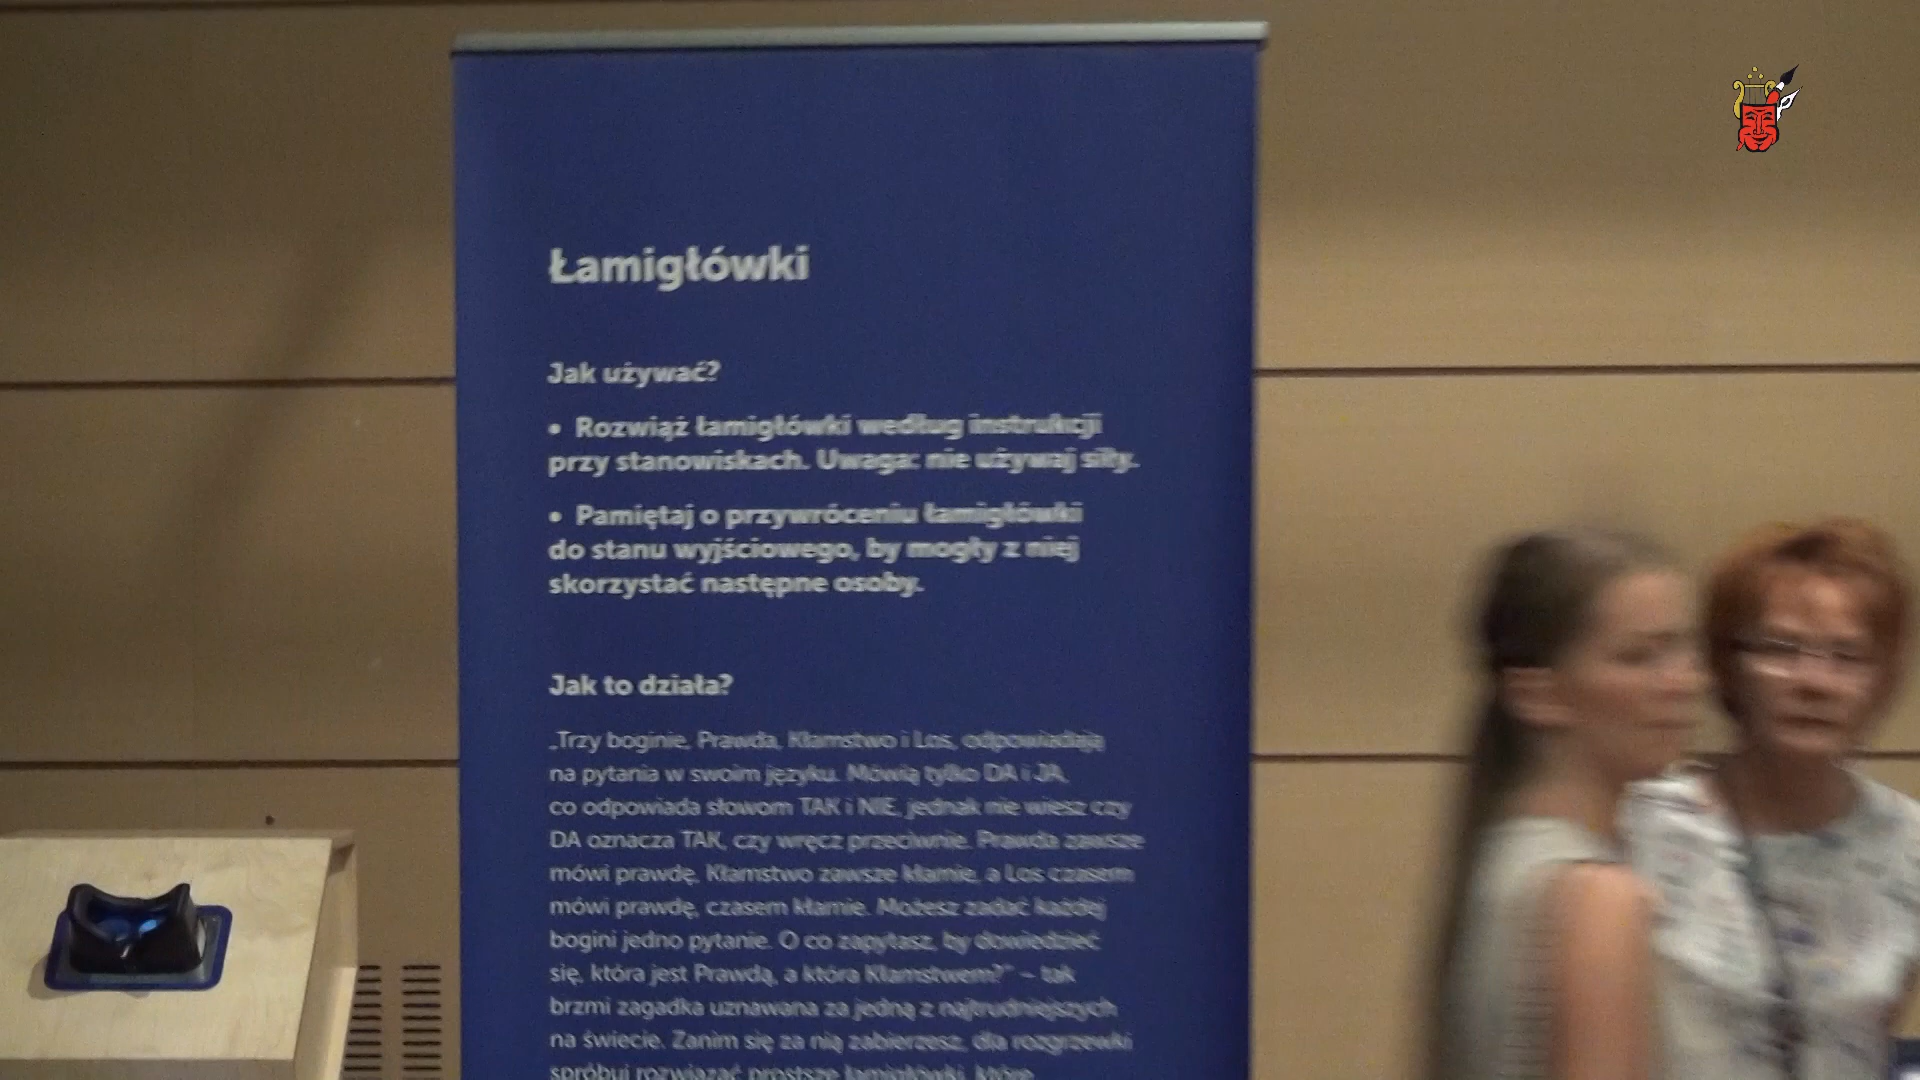 Łamigłówki
Jak używać?
• Rozwiąż łamigłówki według instrukcji
przy stanowiskach. Uwaga: nie używaj siły.
• Pamiętaj o przywróceniu łamigłówki
do stanu wyjściowego, by mogły z niej
skorzystać następne osoby.
Jak to działa?
„Trzy boginie, Prawda, Kłamstwo i Los, odpowiadają
na pytania w swoim języku. Mówią tylko DA i JA,
co odpowiada słowom TAK i NIE, jednak nie wiesz czy
DA oznacza TAK, czy wręcz przeciwnie. Prawda zawsze
mówi prawdę, Kłamstwo zawsze kłamie, a Los czasem
mówi prawdę, czasem kłamie. Możesz zadać każdej
bogini jedno pytanie. O co zapytasz, by dowiedzieć
się, która jest Prawdą, a która Kłamstwem?” – tak
brzmi zagadka uznawana za jedną z najtrudniejszych
na świecie. Zanim się za nią zabierzesz, dla rozgrzewki
spróbuj rozwiązać prostsze łamigłówki, które